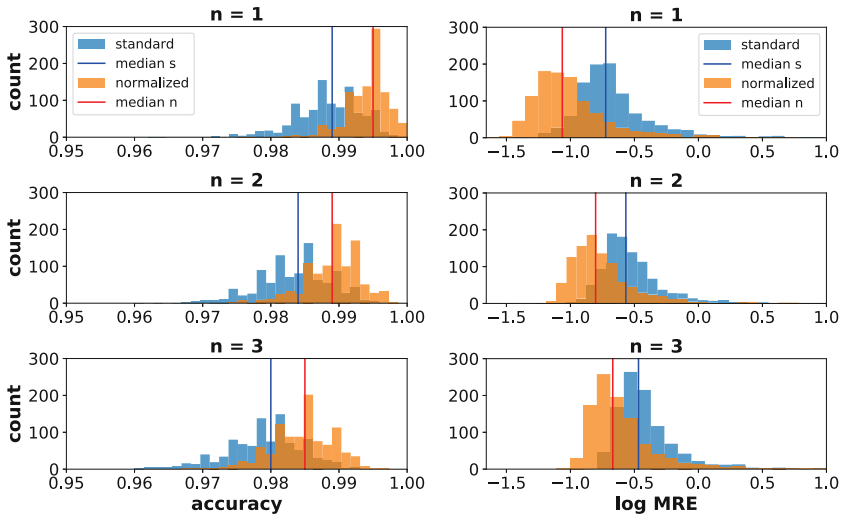 n = 1
300
200
100
0
count
standard
median s
normalized
median n
0.95 0.96 0.97 0.98 0.99 1.00
n = 1
300
200
100
0
standard
median s
normalized
median n
−1.5 −1.0 −0.5 0.0 0.5 1.0
n = 2
300
200
100
0
count
0.95 0.96 0.97 0.98 0.99 1.00
n = 2
300
200
100
0
−1.5 −1.0 −0.5 0.0 0.5 1.0
n = 3
300
200
100
0
count
0.95 0.96 0.97 0.98 0.99 1.00
accuracy
n = 3
300
200
100
0
−1.5 −1.0 −0.5 0.0 0.5 1.0
log MRE